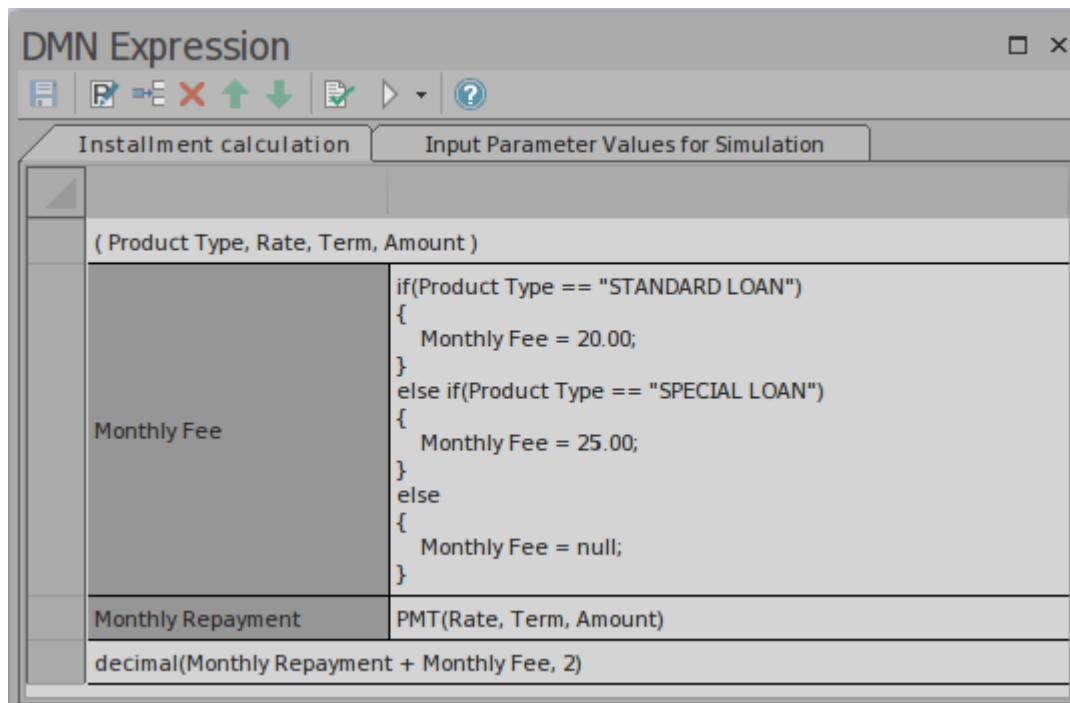 DMN Expression
Installment calculation
Input Parameter Values for Simulation
( Product Type, Rate, Term, Amount )
Monthly Fee
if(Product Type == "STANDARD LOAN")
{
Monthly Fee = 20.00;
}
else if(Product Type == "SPECIAL LOAN")
{
Monthly Fee = 25.00;
}
else
{
Monthly Fee = null;
}
Monthly Repayment
PMT(Rate, Term, Amount)
decimal(Monthly Repayment + Monthly Fee, 2)